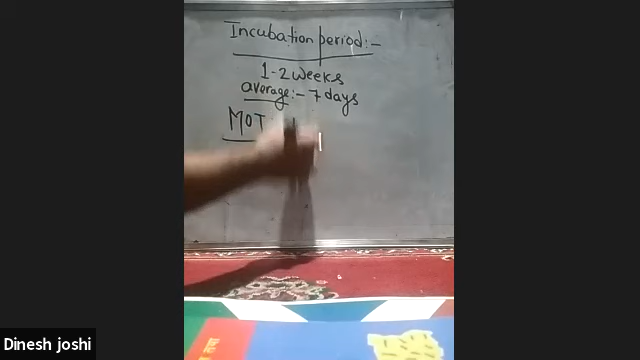 Incubation period:-
1-2 weeks
average:- 7 days
MOT
Dinesh joshi